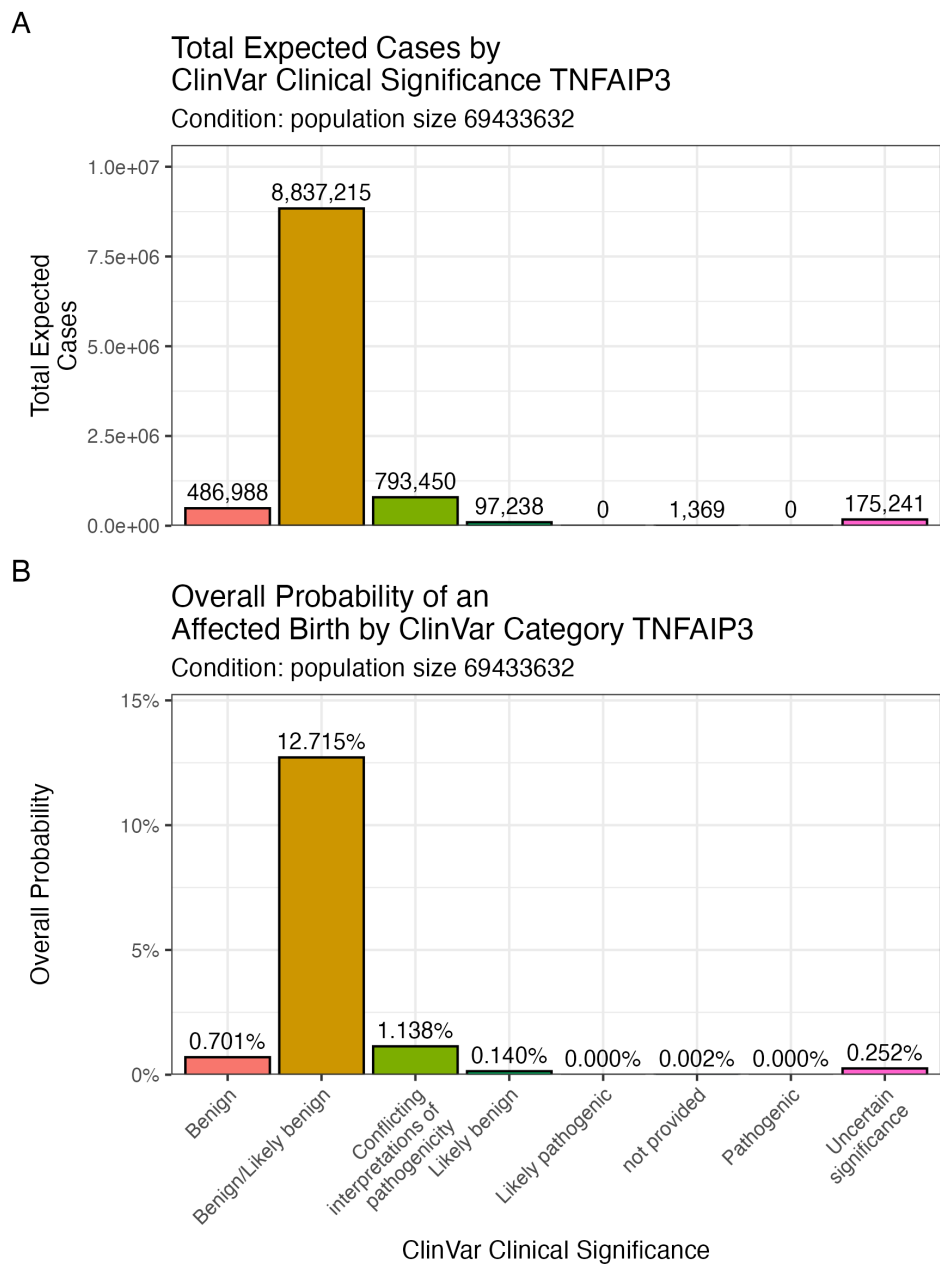 A
Total Expected Cases by
ClinVar Clinical Significance TNFAIP3
Condition: population size 69433632
Total Expected
Cases
1.0e+07
7.5e+06
5.0e+06
2.5e+06
0.0e+00
486,988
8,837,215
793,450
97,238
0
1,369
0
175,241
B
Overall Probability of an
Affected Birth by ClinVar Category TNFAIP3
Condition: population size 69433632
Overall Probability
15%
10%
5%
0%
0.701%
12.715%
1.138%
0.140%
0.000%
0.002%
0.000%
0.252%
Benign
Benign/Likely benign
Conflicting
interpretations of
pathogenicity
Likely benign
Likely pathogenic
not provided
Pathogenic
Uncertain
significance
ClinVar Clinical Significance